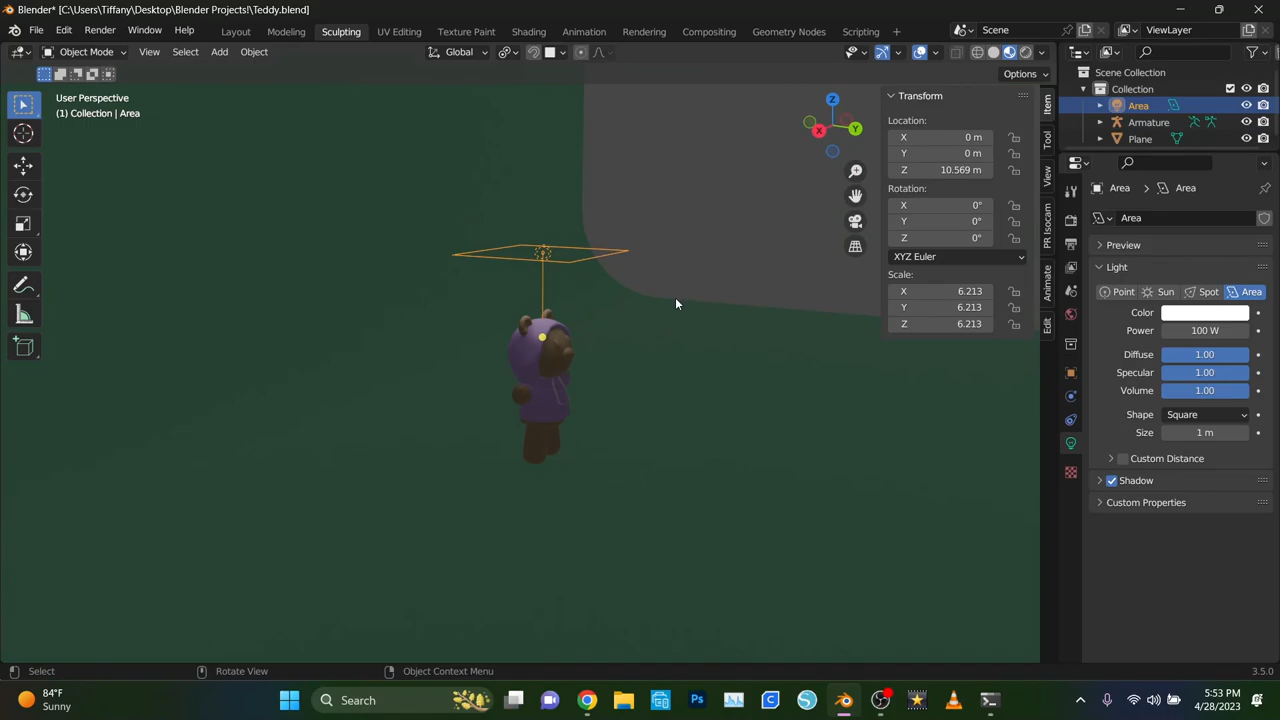 Blender* [C:\Users\Tiffany\Desktop\Blender Projects!\Teddy.blend]
File Edit Render Window Help
Layout Modeling Sculpting UV Editing Texture Paint Shading Animation Rendering Compositing Geometry Nodes Scripting +
Scene
ViewLayer
Object Mode View Select Add Object
Global
Options
User Perspective
(1) Collection | Area
Z
X
Y
Transform
Location:
X 0 m
Y 0 m
Z 10.569 m
Rotation:
X 0°
Y 0°
Z 0°
XYZ Euler
Scale:
X 6.213
Y 6.213
Z 6.213
Item
Tool
View
PR Isocam
Animate
Edit
Scene Collection
Collection
Area
Armature
Plane
Area > Area
Area
Preview
Light
Point Sun Spot Area
Color
Power 100 W
Diffuse 1.00
Specular 1.00
Volume 1.00
Shape Square
Size 1 m
Custom Distance
Shadow
Custom Properties
Select
Rotate View
Object Context Menu
3.5.0
84°F
Sunny
Search
5:53 PM
4/28/2023